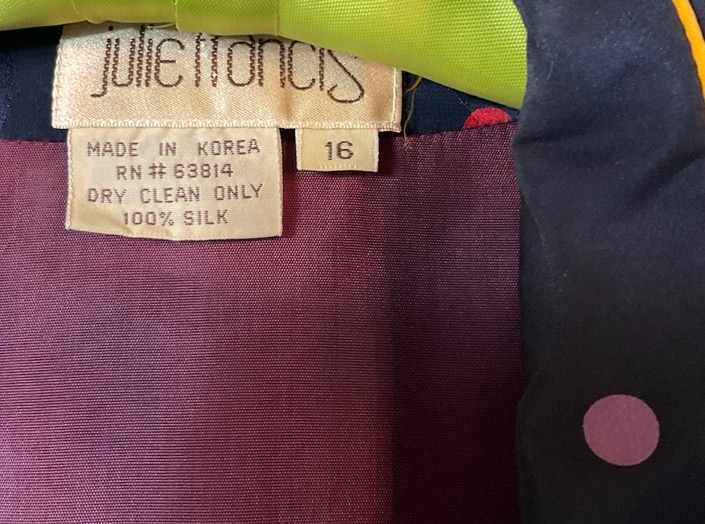 julie francis
MADE IN KOREA
RN # 63814
DRY CLEAN ONLY
100% SILK
16